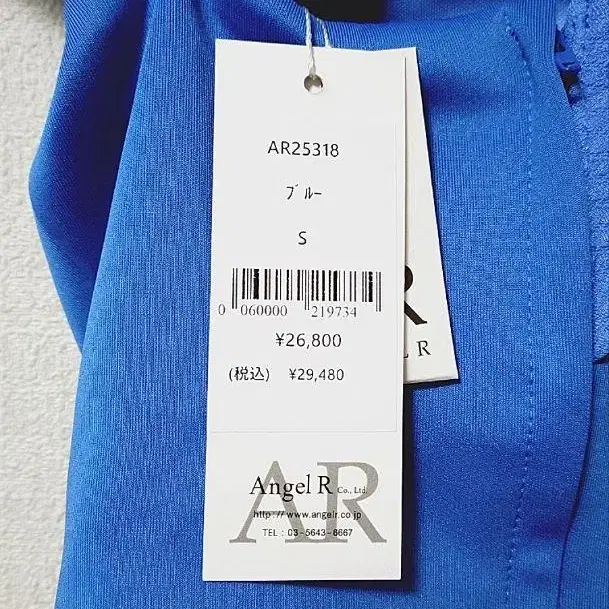 AR25318
ﾌﾞﾙｰ
S
0 060000 219734
¥26,800
(税込) ¥29,480
AR
Angel R Co., Ltd.
http://www.angelr.co.jp
TEL : 03-5643-6667
R
L R